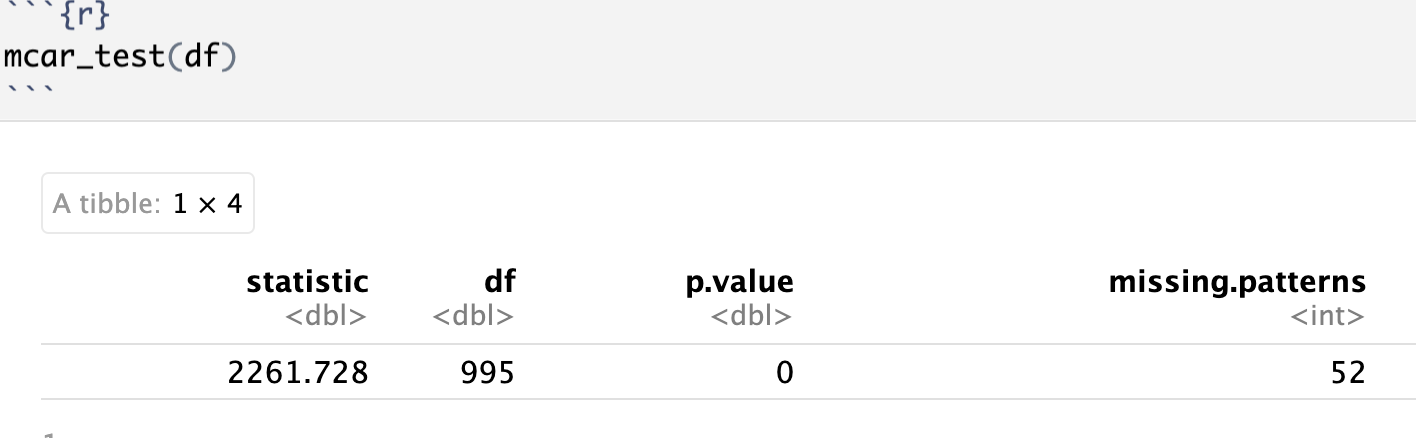 ```{r}
mcar_test(df)
```
A tibble: 1 × 4
statistic df p.value missing.patterns
<dbl> <dbl> <dbl> <int>
2261.728 995 0 52